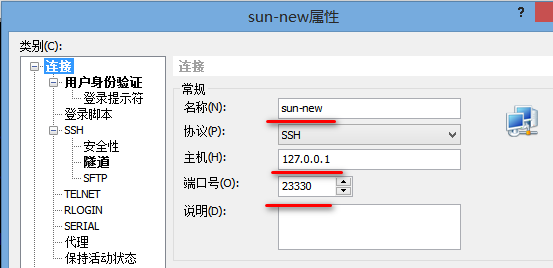 sun-new属性
?
类别(C):
连接
用户身份验证
登录提示符
登录脚本
SSH
安全性
隧道
SFTP
TELNET
RLOGIN
SERIAL
代理
保持活动状态
连接
常规
名称(N):
sun-new
协议(P):
SSH
主机(H):
127.0.0.1
端口号(O):
23330
说明(D):